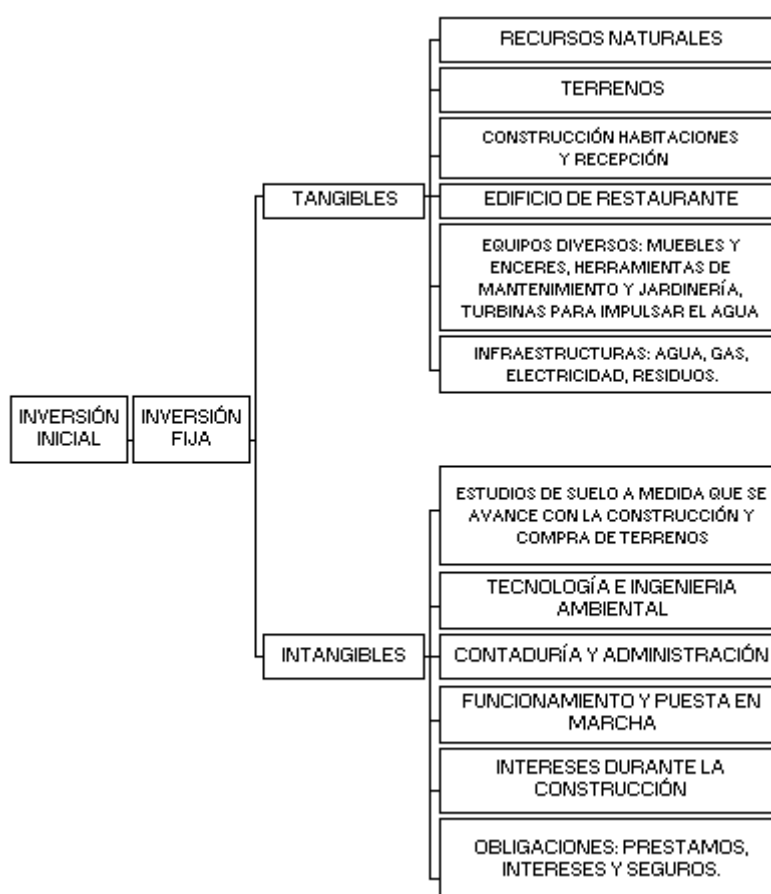 INVERSIÓN
INICIAL
INVERSIÓN
FIJA
TANGIBLES
RECURSOS NATURALES
TERRENOS
CONSTRUCCIÓN HABITACIONES
Y RECEPCIÓN
EDIFICIO DE RESTAURANTE
EQUIPOS DIVERSOS: MUEBLES Y
ENCERES, HERRAMIENTAS DE
MANTENIMIENTO Y JARDINERÍA,
TURBINAS PARA IMPULSAR EL AGUA
INFRAESTRUCTURAS: AGUA, GAS,
ELECTRICIDAD, RESIDUOS.
INTANGIBLES
ESTUDIOS DE SUELO A MEDIDA QUE SE
AVANCE CON LA CONSTRUCCIÓN Y
COMPRA DE TERRENOS
TECNOLOGÍA E INGENIERIA
AMBIENTAL
CONTADURÍA Y ADMINISTRACIÓN
FUNCIONAMIENTO Y PUESTA EN
MARCHA
INTERESES DURANTE LA
CONSTRUCCIÓN
OBLIGACIONES: PRESTAMOS,
INTERESES Y SEGUROS.